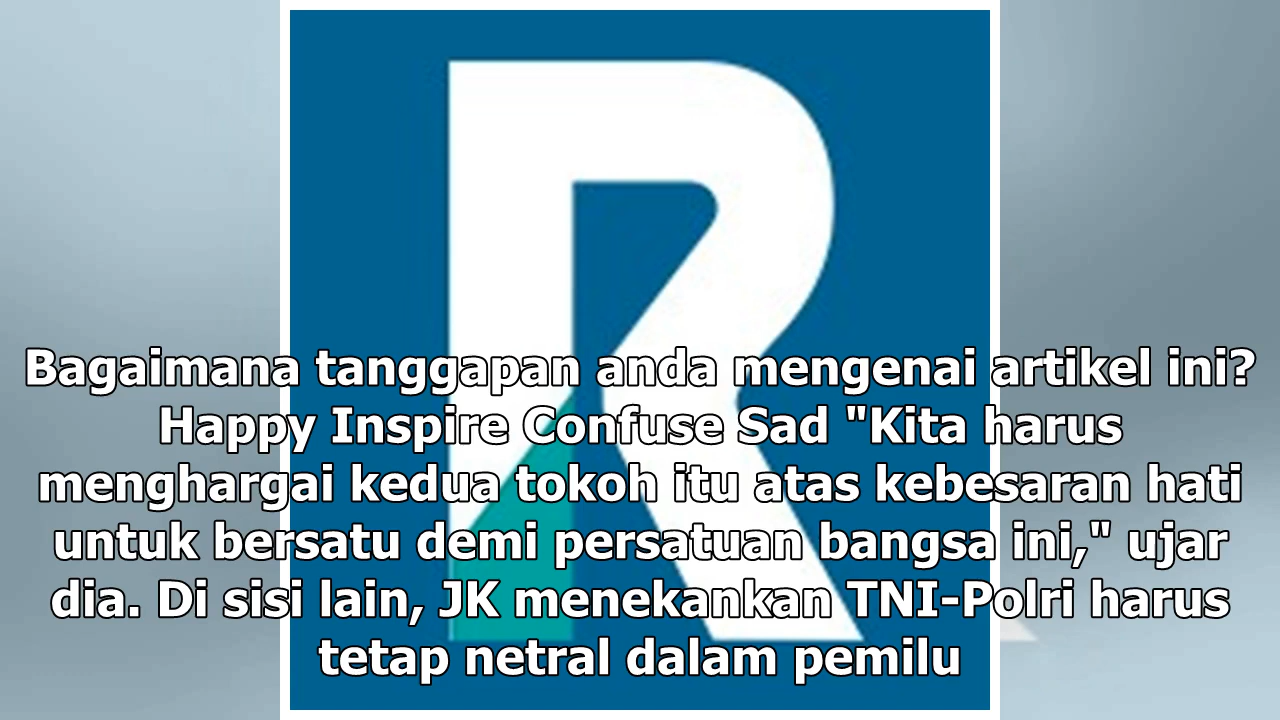 R
Bagaimana tanggapan anda mengenai artikel ini?
Happy Inspire Confuse Sad "Kita harus
menghargai kedua tokoh itu atas kebesaran hati
untuk bersatu demi persatuan bangsa ini," ujar
dia. Di sisi lain, JK menekankan TNI-Polri harus
tetap netral dalam pemilu